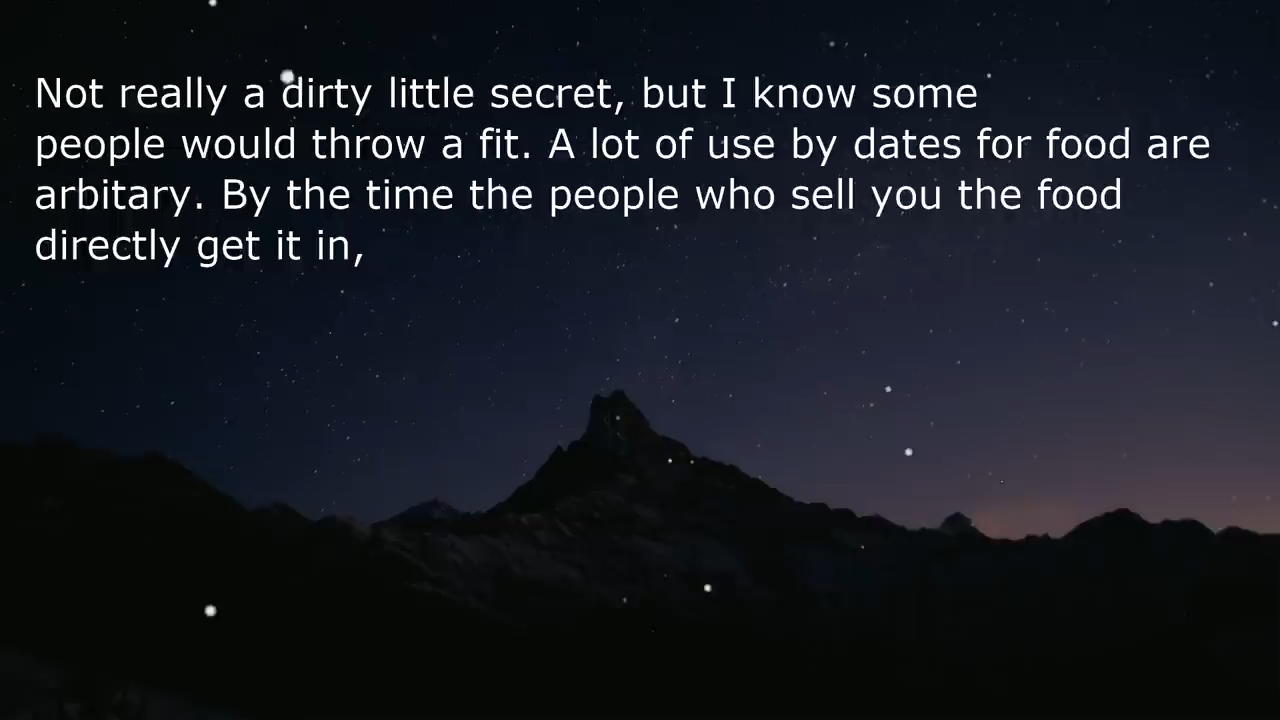 Not really a dirty little secret, but I know some
people would throw a fit. A lot of use by dates for food are
arbitary. By the time the people who sell you the food
directly get it in,